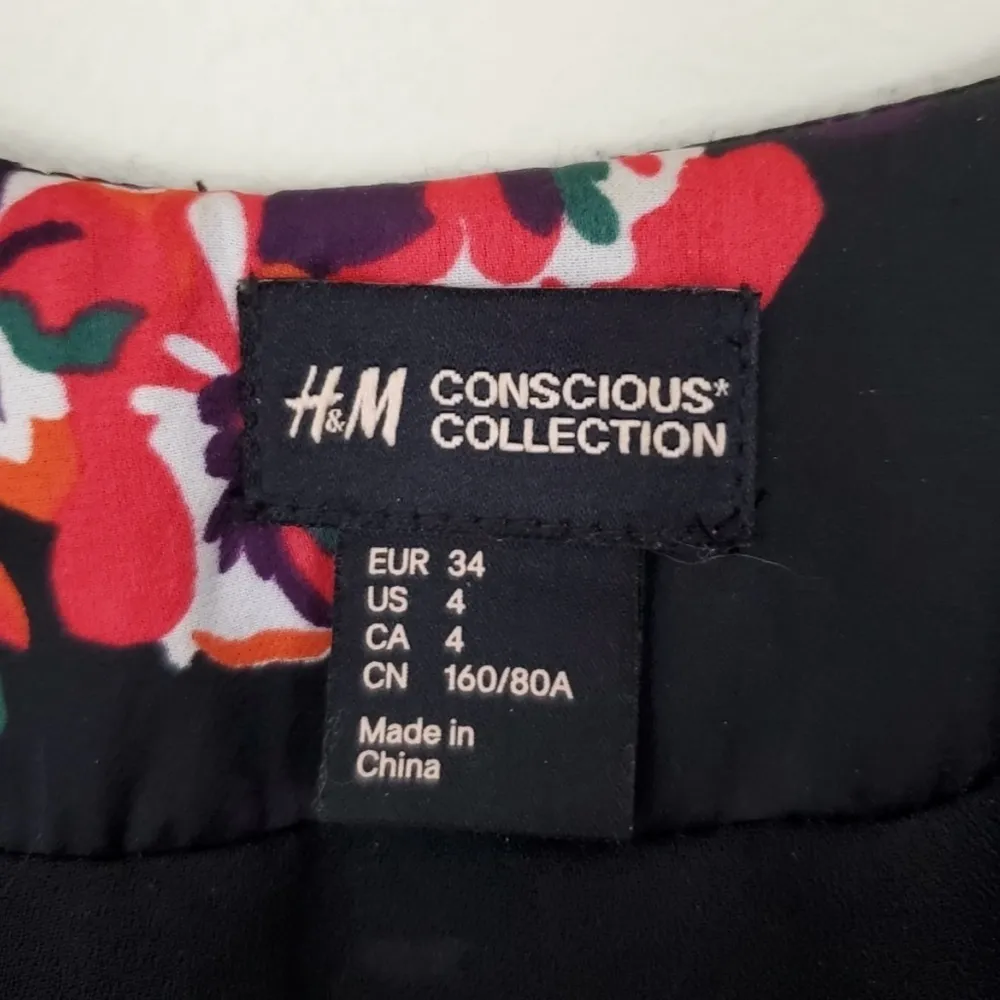 H&M CONSCIOUS*
COLLECTION
EUR 34
US 4
CA 4
CN 160/80A
Made in
China